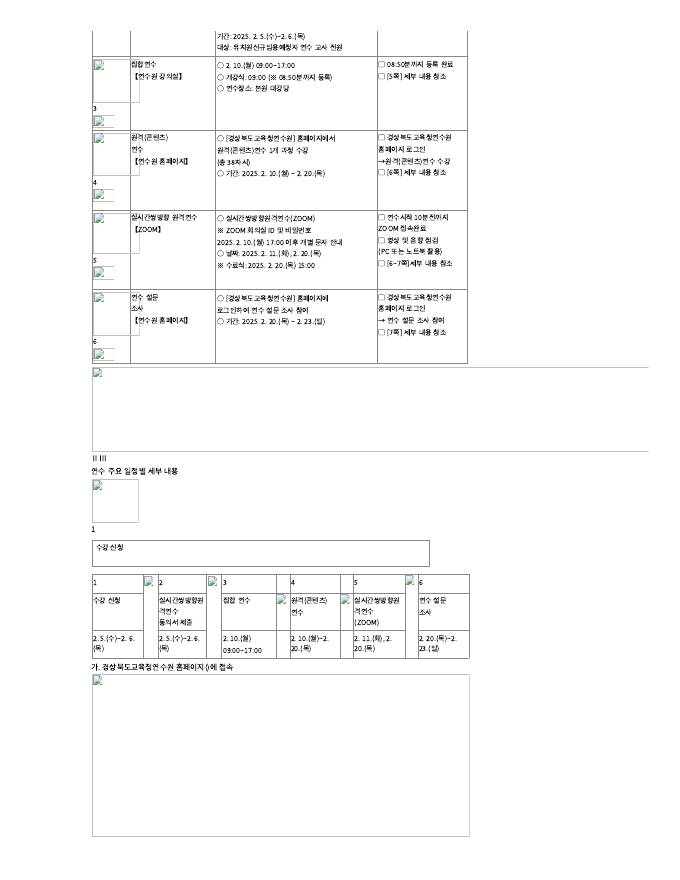 기간: 2025. 2. 5.(수)~2. 6.(목)
대상: 유치원신규임용예정자 연수 교사 전원
집합 연수
【연수원 강의실】
○ 2. 10.(월) 09:00~17:00
○ 개강식: 09:00 (※ 08:50분까지 등록)
○ 연수장소: 본원 대강당
□ 08:50분까지 등록 완료
□ [5쪽] 세부 내용 참소
3
원격(콘텐츠)
연수
【연수원 홈페이지】
○ [경상북도교육청연수원] 홈페이지에서
원격(콘텐츠)연수 1개 과정 수강
(총 38차시)
○ 기간: 2025. 2. 10.(월) ~ 2. 20.(목)
□ 경상북도교육청연수원
홈페이지 로그인
→원격(콘텐츠)연수 수강
□ [6쪽] 세부 내용 참소
4
실시간쌍방향 원격연수
【ZOOM】
○ 실시간쌍방향원격연수(ZOOM)
※ ZOOM 회의실 ID 및 비밀번호
2025. 2. 10.(월) 17:00 이후 개별 문자 안내
○ 날짜: 2025. 2. 11.(화), 2. 20.(목)
※ 수료식: 2025. 2. 20.(목) 15:00
□ 연수시작 10분전까지
ZOOM 접속완료
□ 영상 및 음향 점검
(PC 또는 노트북 활용)
□ [6~7쪽]세부 내용 참소
5
연수 설문
조사
【연수원 홈페이지】
○ [경상북도교육청연수원] 홈페이지에
로그인하여 연수 설문 조사 참여
○ 기간: 2025. 2. 20.(목) ~ 2. 23.(일)
□ 경상북도교육청연수원
홈페이지 로그인
→ 연수 설문 조사 참여
□ [7쪽] 세부 내용 참소
6
ⅡⅢ
연수 주요 일정별 세부 내용
1
수강 신청
1 2 3 4 5 6
수강 신청
실시간쌍방향원
격연수
동의서 제출
집합 연수
원격(콘텐츠)
연수
실시간쌍방향원
격연수
(ZOOM)
연수 설문
조사
2. 5.(수)~2. 6.
(목)
2. 5.(수)~2. 6.
(목)
2. 10.(월)
09:00~17:00
2. 10.(월)~2.
20.(목)
2. 11.(화), 2.
20.(목)
2. 20.(목)~2.
23.(일)
가. 경상북도교육청연수원 홈페이지()에 접속